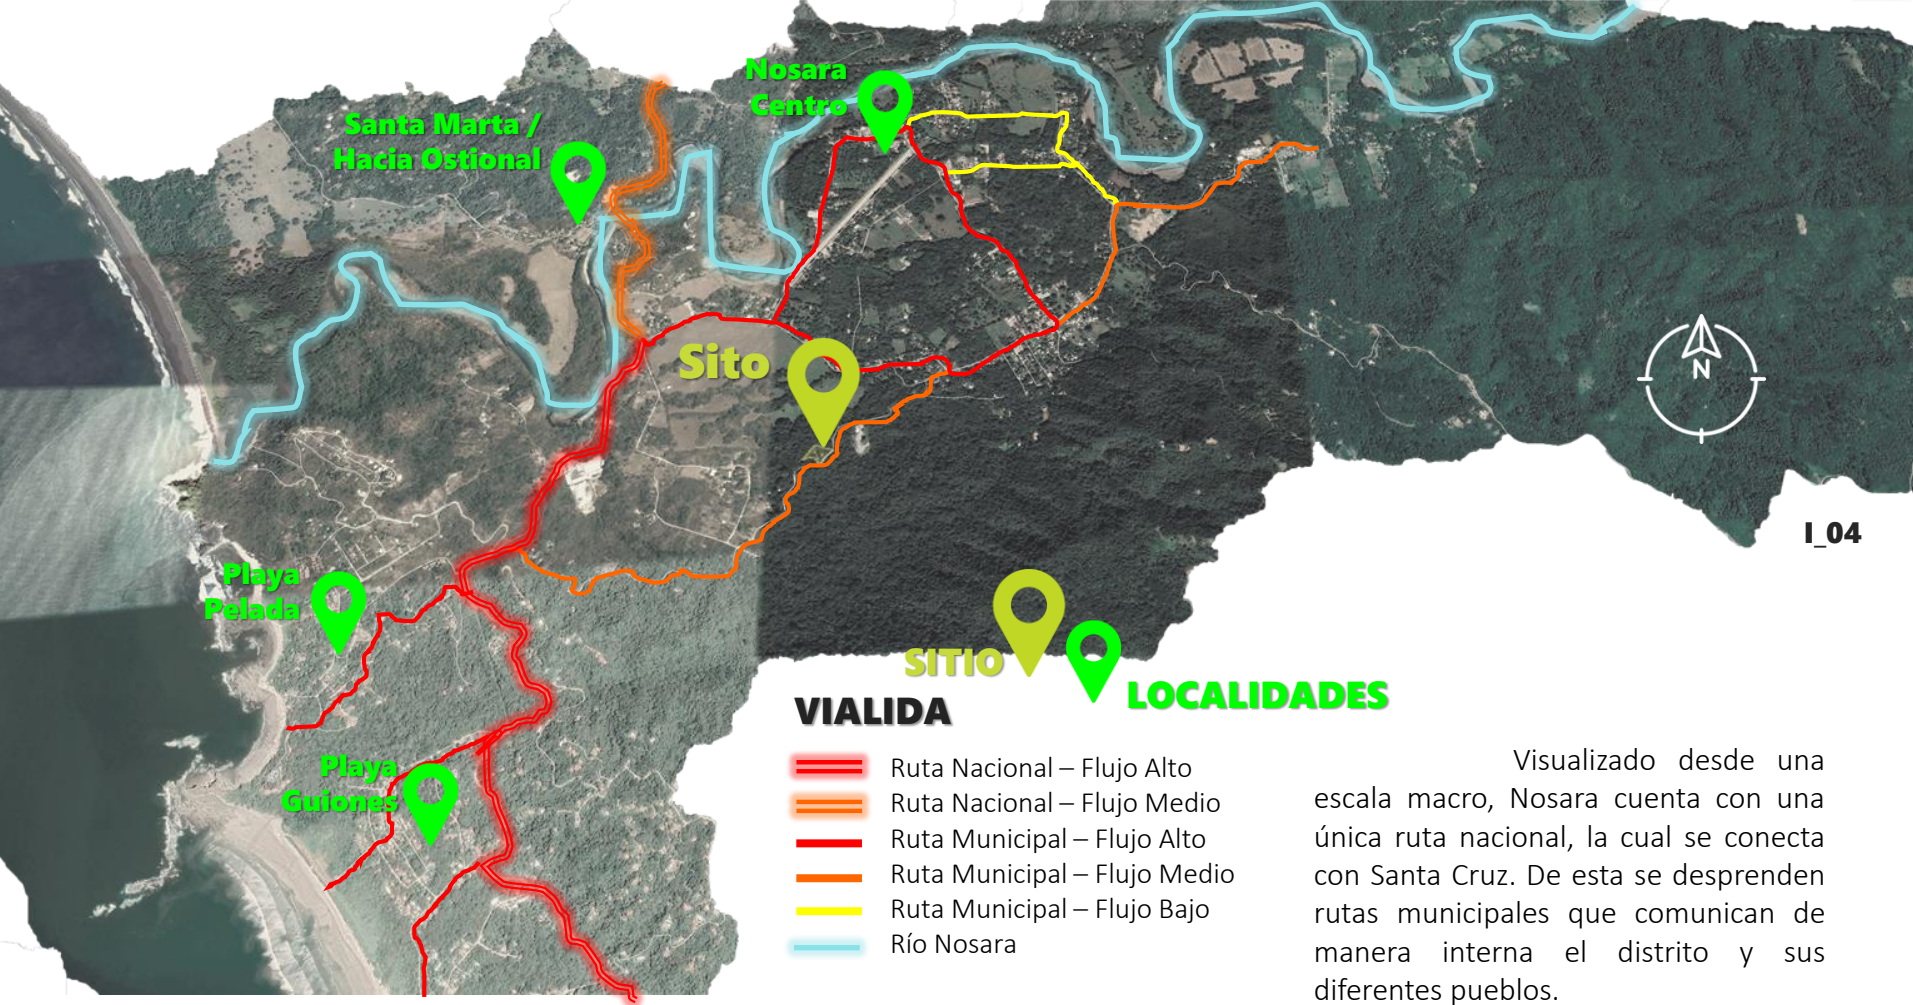 Nosara
Centro
Santa Marta /
Hacia Ostional
Sito
N
I_04
Playa
Pelada
SITIO
LOCALIDADES
Playa
Guiones
VIALIDA
Ruta Nacional – Flujo Alto
Ruta Nacional – Flujo Medio
Ruta Municipal – Flujo Alto
Ruta Municipal – Flujo Medio
Ruta Municipal – Flujo Bajo
Río Nosara
Visualizado desde una
escala macro, Nosara cuenta con una
única ruta nacional, la cual se conecta
con Santa Cruz. De esta se desprenden
rutas municipales que comunican de
manera interna el distrito y sus
diferentes pueblos.